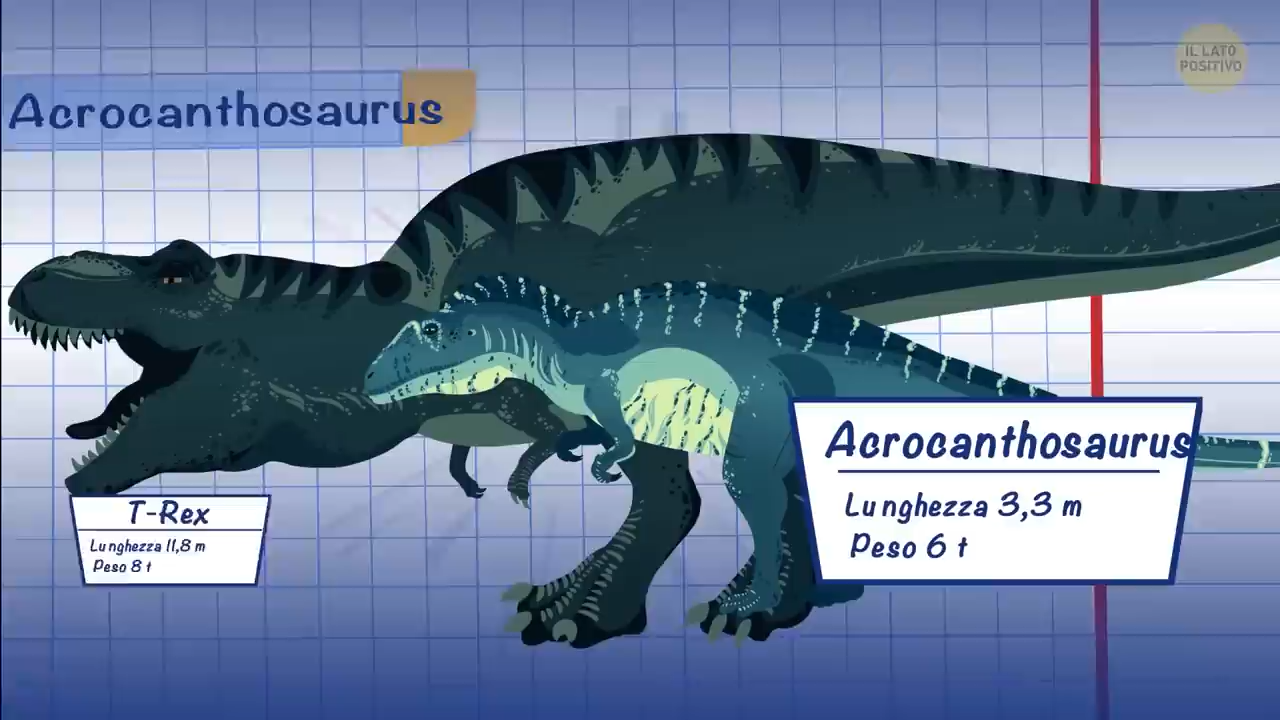 IL LATO
POSITIVO
Acrocanthosaurus
Acrocanthosaurus
Lunghezza 3,3 m
Peso 6 t
T-Rex
Lunghezza 11,8 m
Peso 8 t